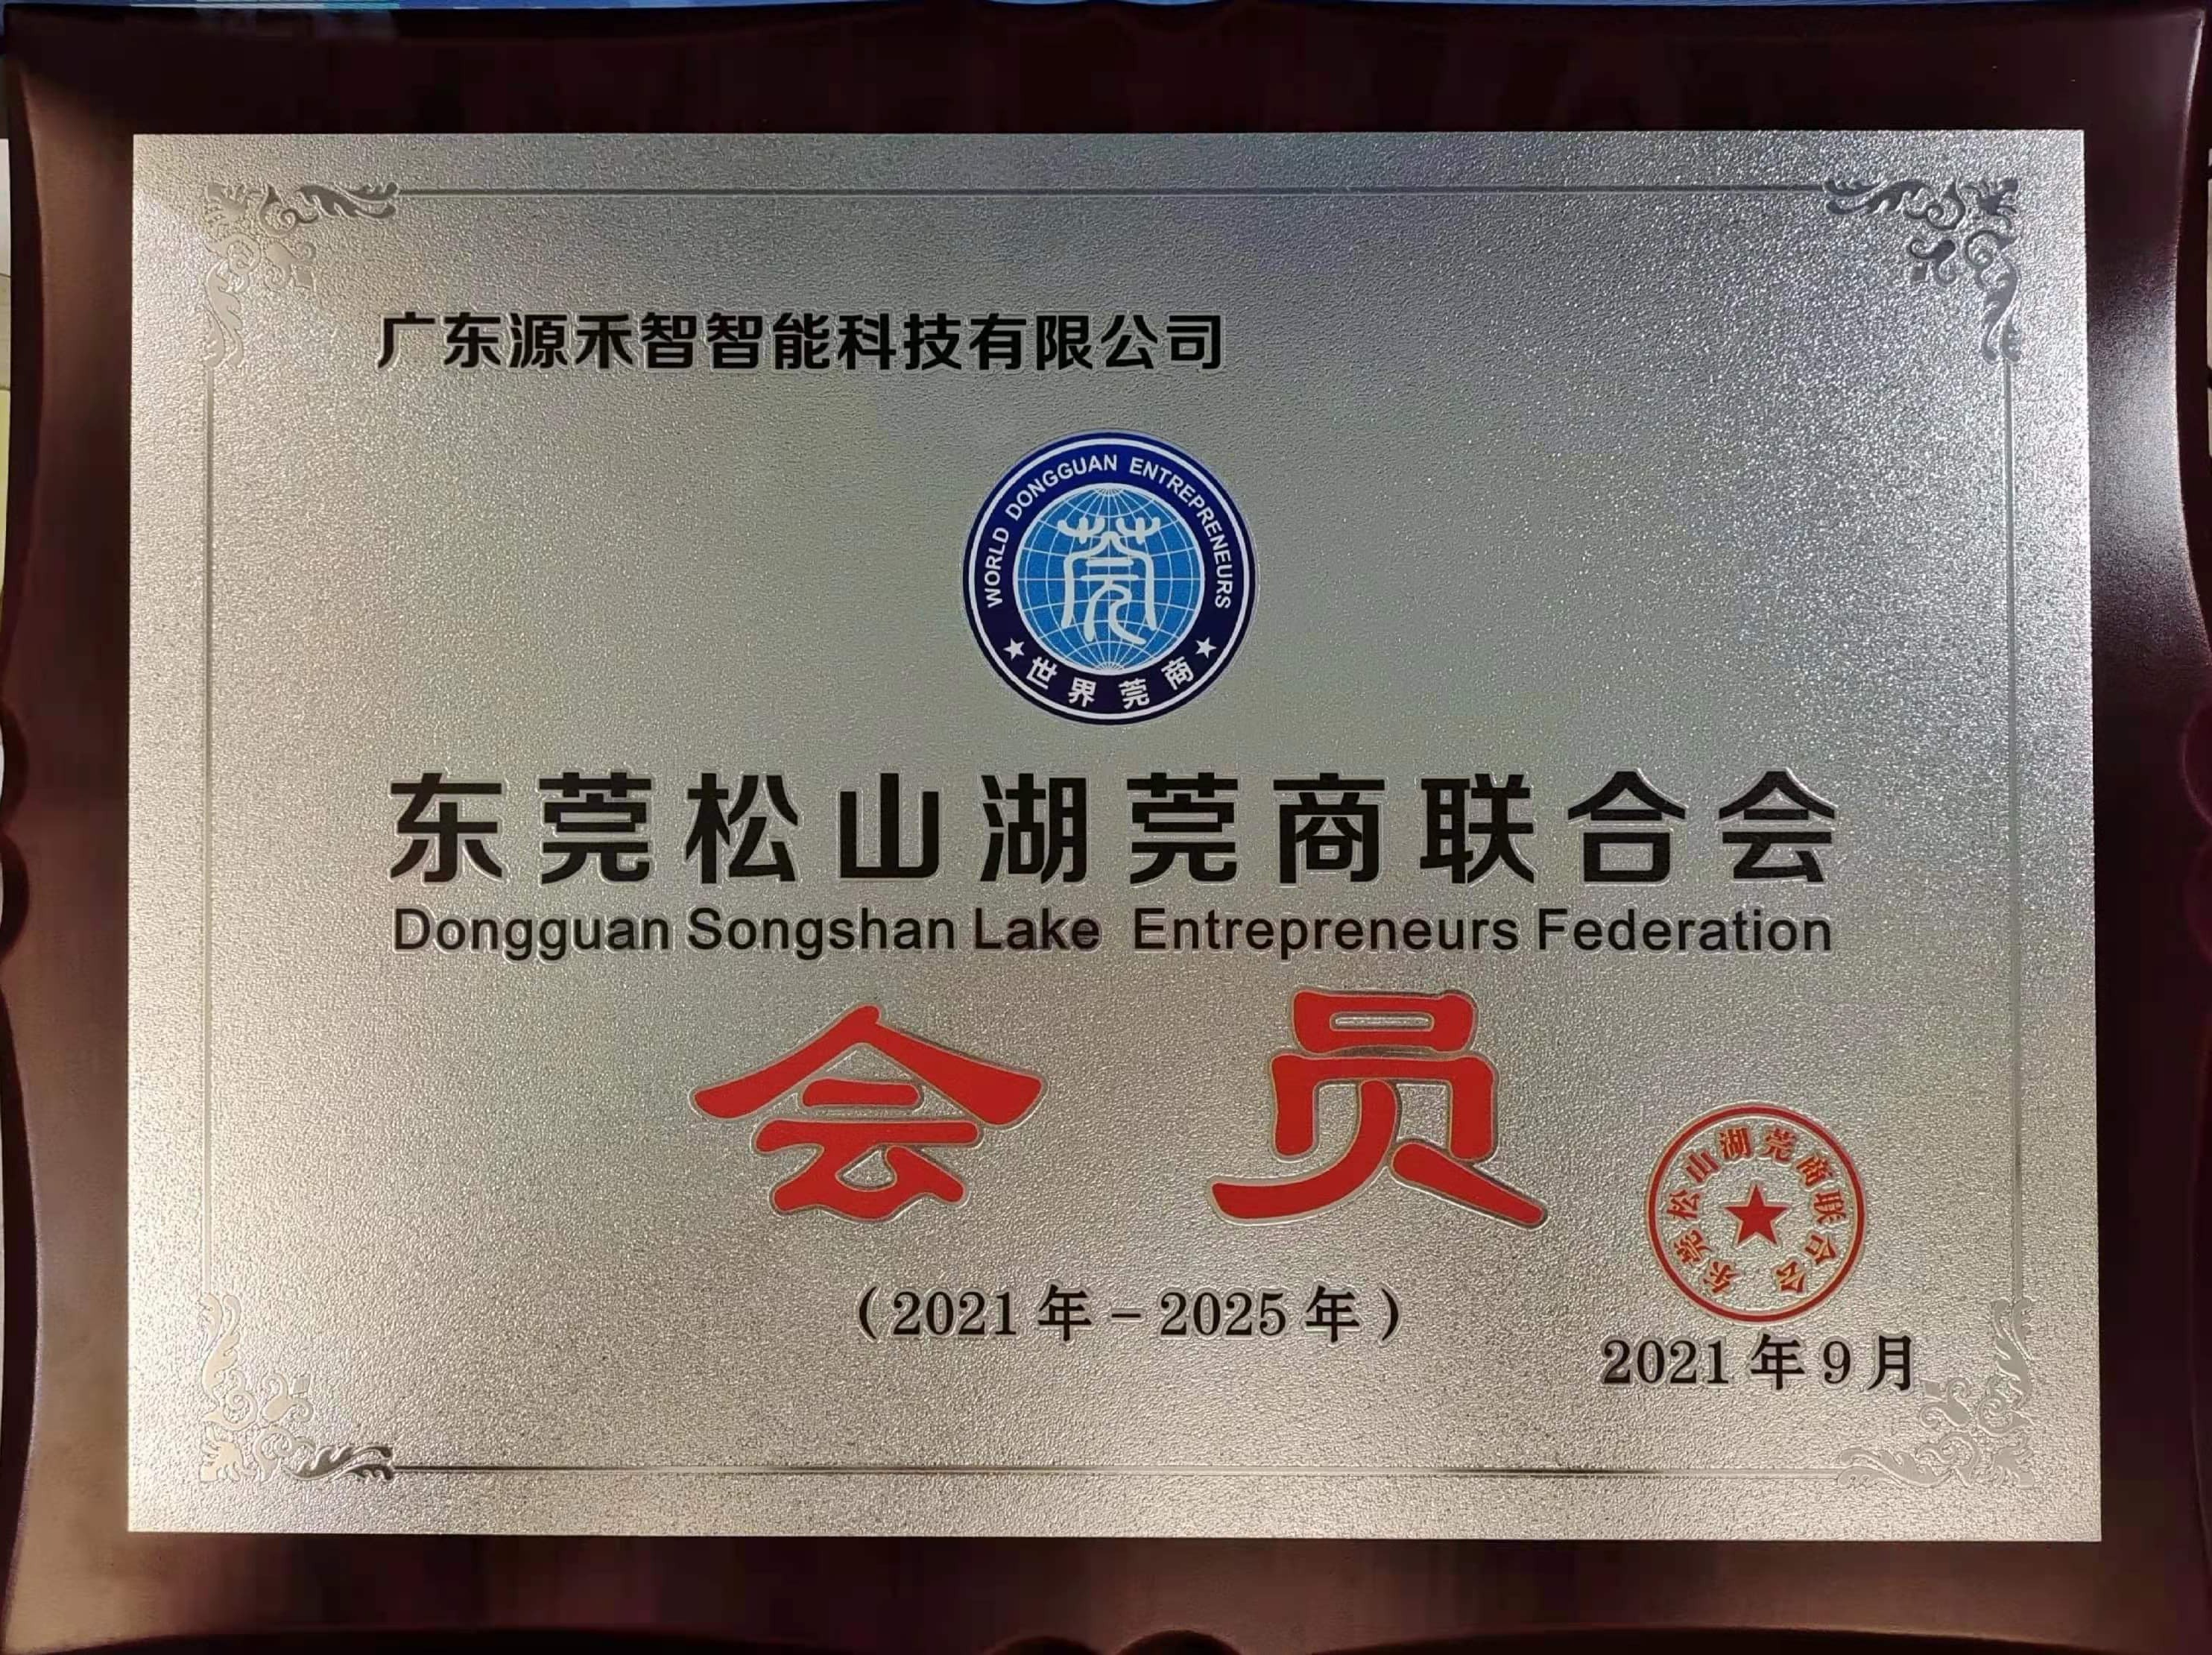 广东源禾智智能科技有限公司
WORLD DONGGUAN ENTREPRENEURS
莞
★世界莞商★
东莞松山湖莞商联合会
Dongguan Songshan Lake Entrepreneurs Federation
会员
东莞松山湖莞商联合会
（2021年－2025年）
2021年9月